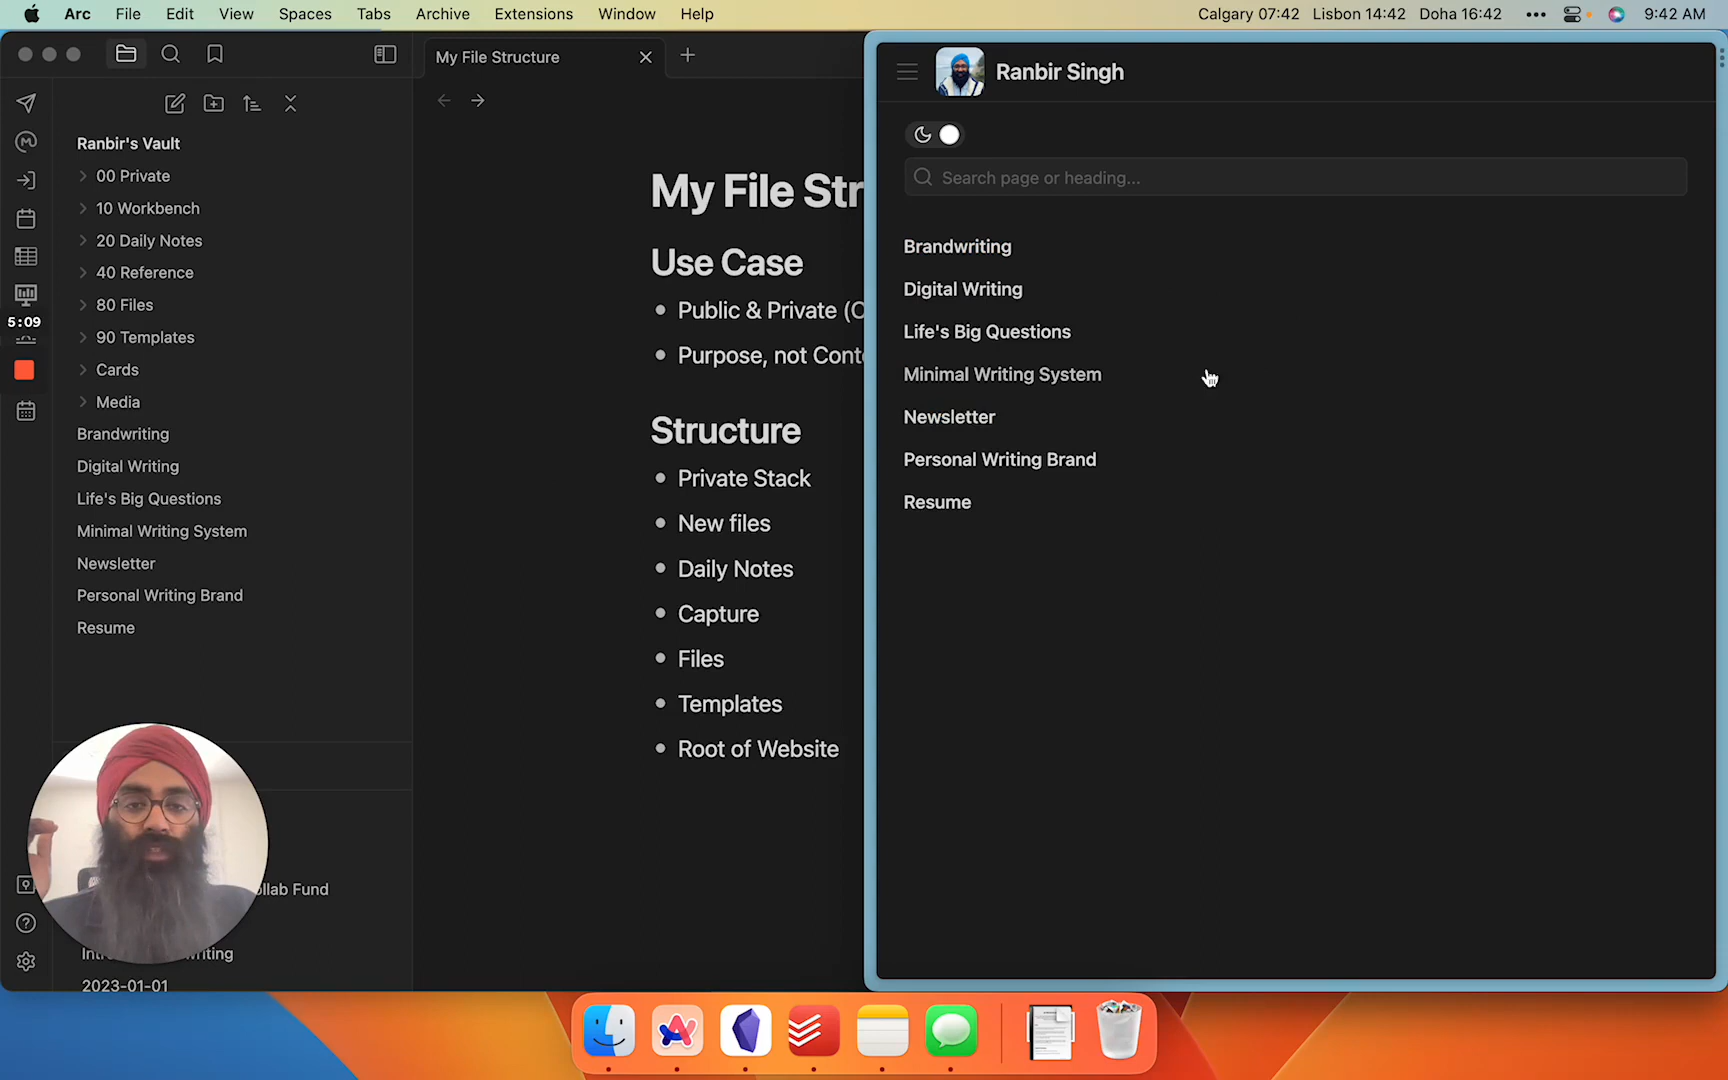 Arc File Edit View Spaces Tabs Archive Extensions Window Help
Calgary 07:42 Lisbon 14:42 Doha 16:42 9:42 AM
Ranbir's Vault
00 Private
10 Workbench
20 Daily Notes
40 Reference
80 Files
90 Templates
Cards
Media
Brandwriting
Digital Writing
Life's Big Questions
Minimal Writing System
Newsletter
Personal Writing Brand
Resume
5:09
ollab Fund
2023-01-01
My File Structure
My File Str
Use Case
Public & Private (
Purpose, not Cont
Structure
Private Stack
New files
Daily Notes
Capture
Files
Templates
Root of Website
Ranbir Singh
Search page or heading...
Brandwriting
Digital Writing
Life's Big Questions
Minimal Writing System
Newsletter
Personal Writing Brand
Resume